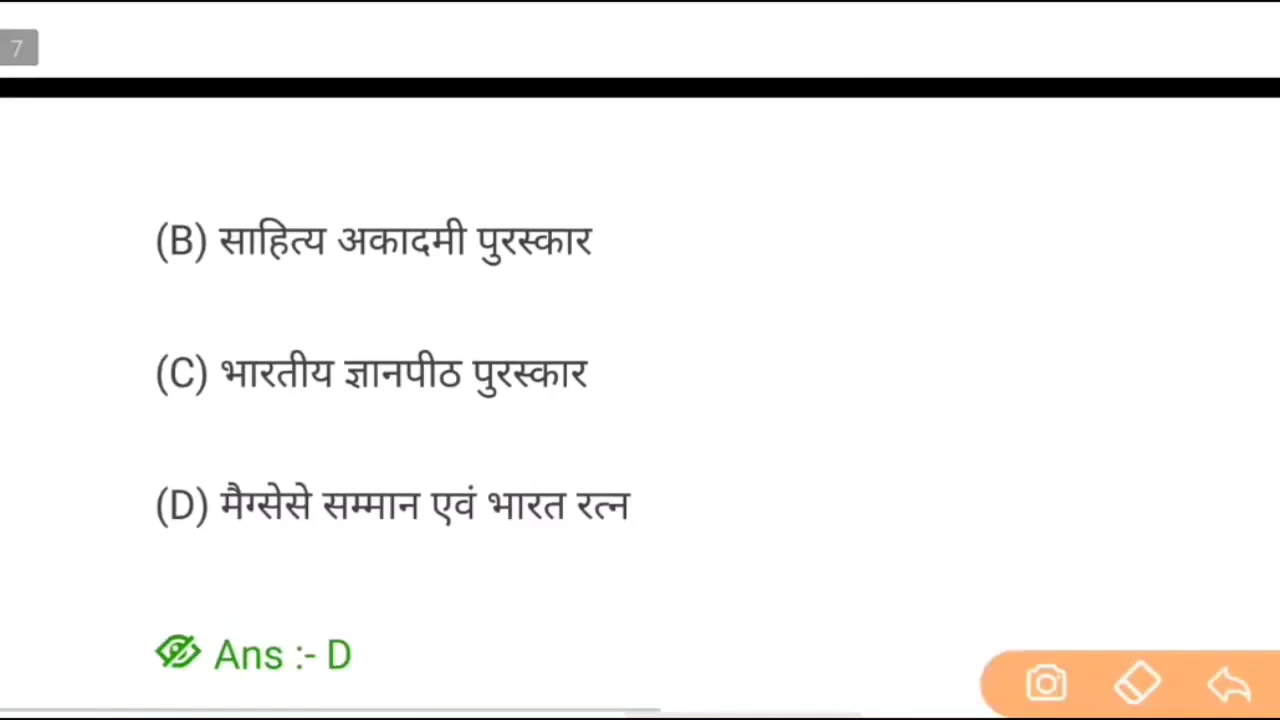 7
(B) साहित्य अकादमी पुरस्कार
(C) भारतीय ज्ञानपीठ पुरस्कार
(D) मैग्सेसे सम्मान एवं भारत रत्न
Ans :- D